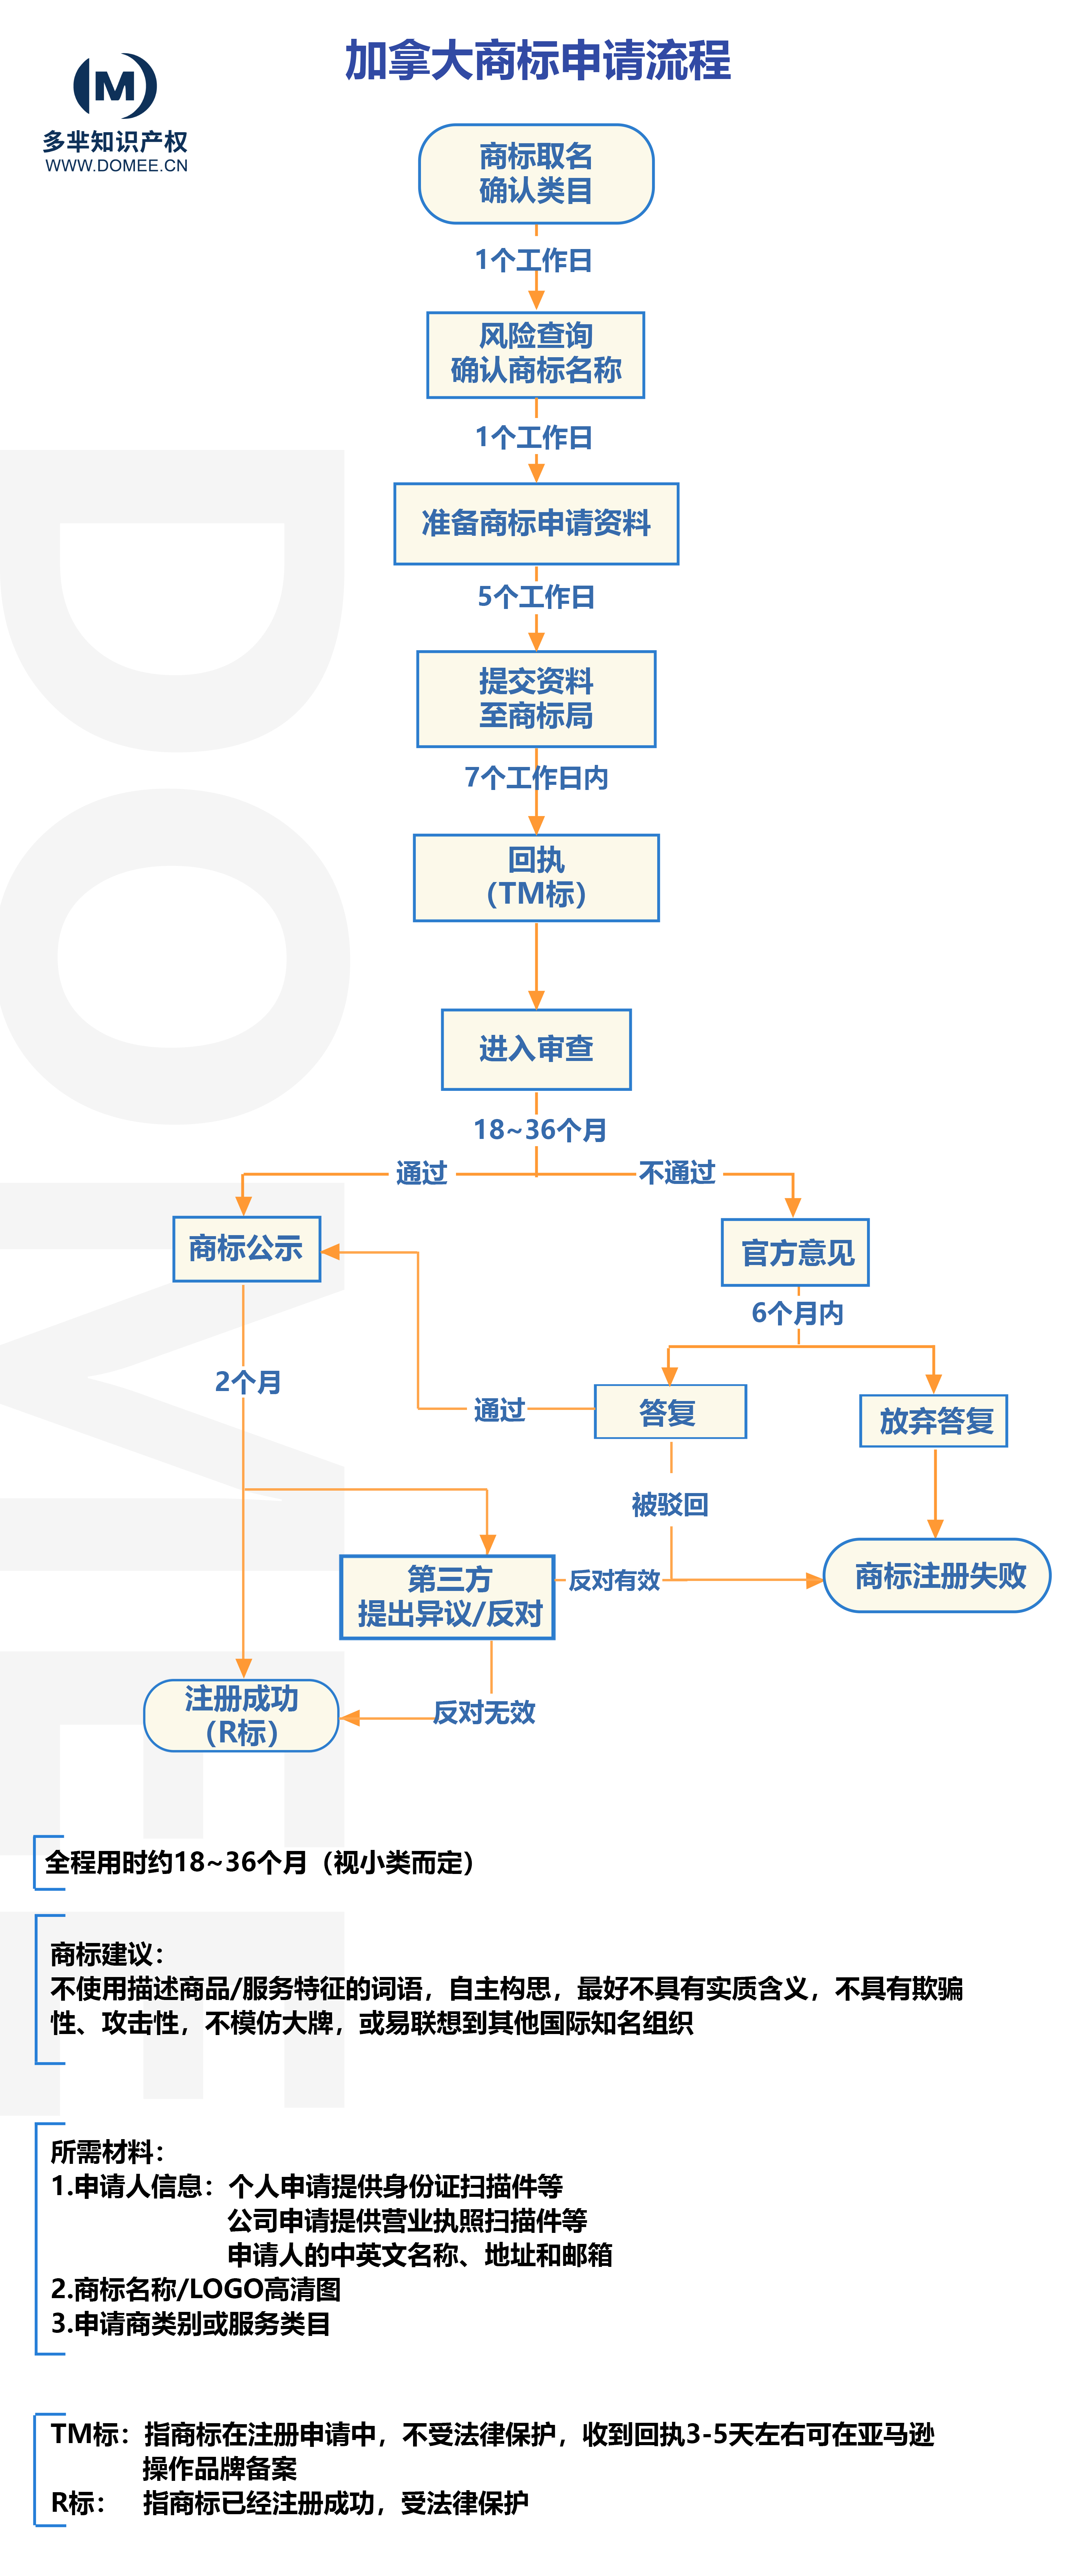 加拿大商标申请流程
M
多芈知识产权
WWW.DOMEE.CN
商标取名
确认类目
1个工作日
风险查询
确认商标名称
1个工作日
准备商标申请资料
5个工作日
提交资料
至商标局
7个工作日内
回执
（TM标）
进入审查
18~36个月
通过
不通过
商标公示
官方意见
6个月内
2个月
通过
答复
放弃答复
被驳回
第三方
提出异议/反对
反对有效
商标注册失败
注册成功
（R标）
反对无效
全程用时约18~36个月（视小类而定）
商标建议：
不使用描述商品/服务特征的词语，自主构思，最好不具有实质含义，不具有欺骗
性、攻击性，不模仿大牌，或易联想到其他国际知名组织
所需材料：
1.申请人信息：个人申请提供身份证扫描件等
公司申请提供营业执照扫描件等
申请人的中英文名称、地址和邮箱
2.商标名称/LOGO高清图
3.申请商类别或服务类目
TM标：指商标在注册申请中，不受法律保护，收到回执3-5天左右可在亚马逊
操作品牌备案
R标： 指商标已经注册成功，受法律保护
DOMEE